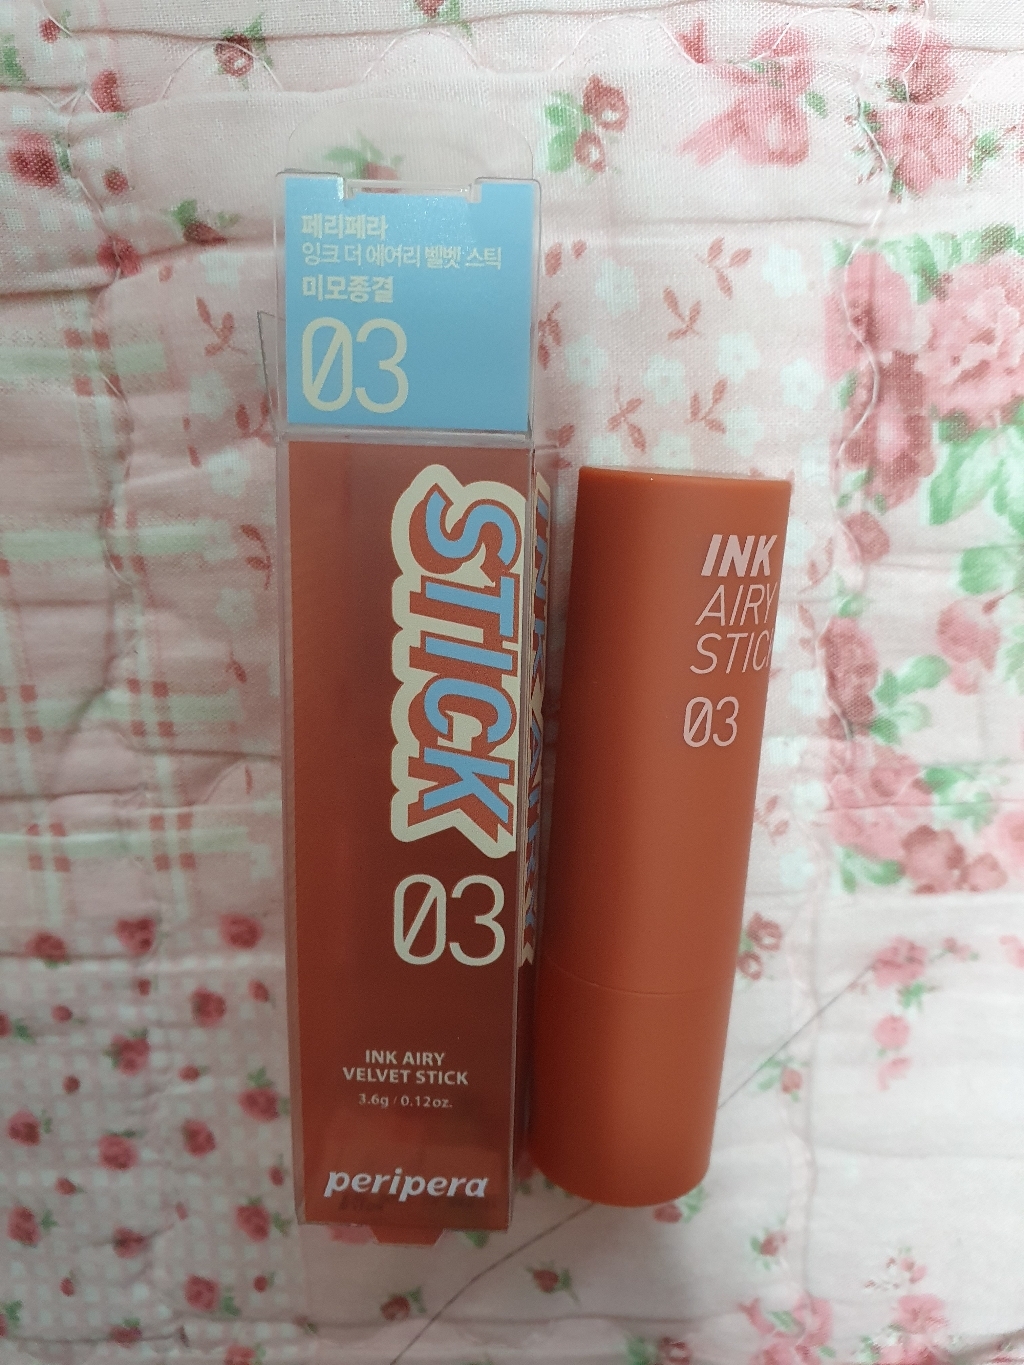 페리페라
잉크 더 에어리 벨벳 스틱
미모종결
03
STICK
03
INK AIRY
VELVET STICK
3.6g / 0.12oz.
peripera
INK
AIRY
STICK
03